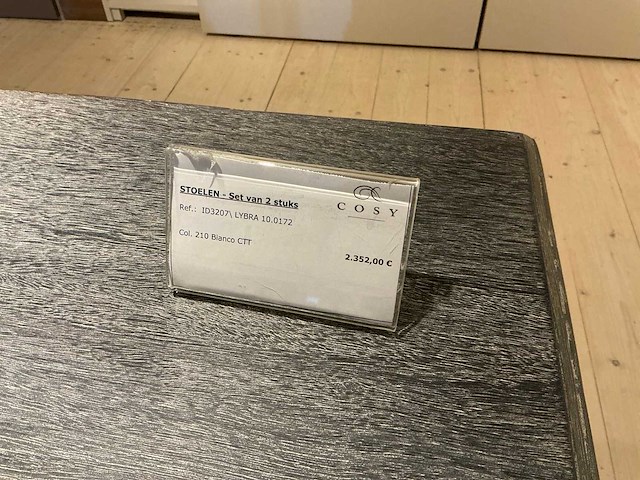 STOELEN - Set van 2 stuks
COSY
Ref.: ID3207\ LYBRA 10.0172
Col. 210 Bianco CTT
2.352,00 €